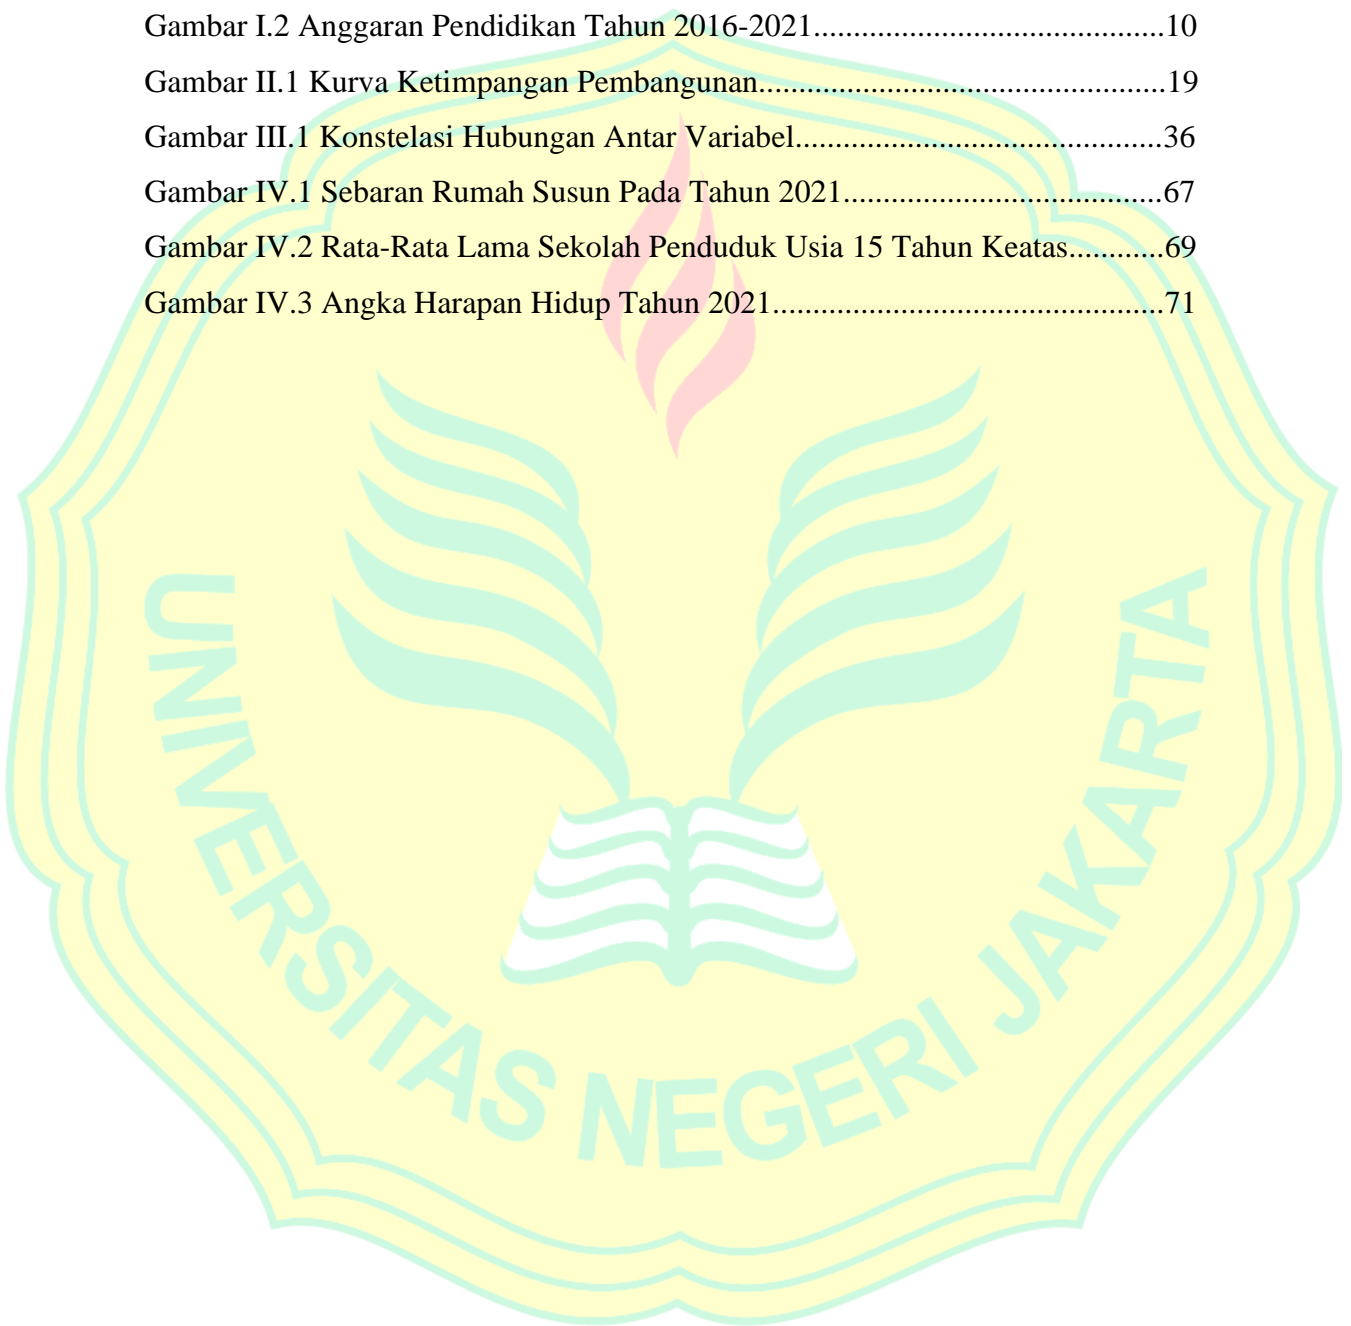 Gambar I.2 Anggaran Pendidikan Tahun 2016-2021...........................................10
Gambar II.1 Kurva Ketimpangan Pembangunan..................................................19
Gambar III.1 Konstelasi Hubungan Antar Variabel.............................................36
Gambar IV.1 Sebaran Rumah Susun Pada Tahun 2021.......................................67
Gambar IV.2 Rata-Rata Lama Sekolah Penduduk Usia 15 Tahun Keatas............69
Gambar IV.3 Angka Harapan Hidup Tahun 2021................................................71
UNIVERSITAS NEGERI JAKARTA